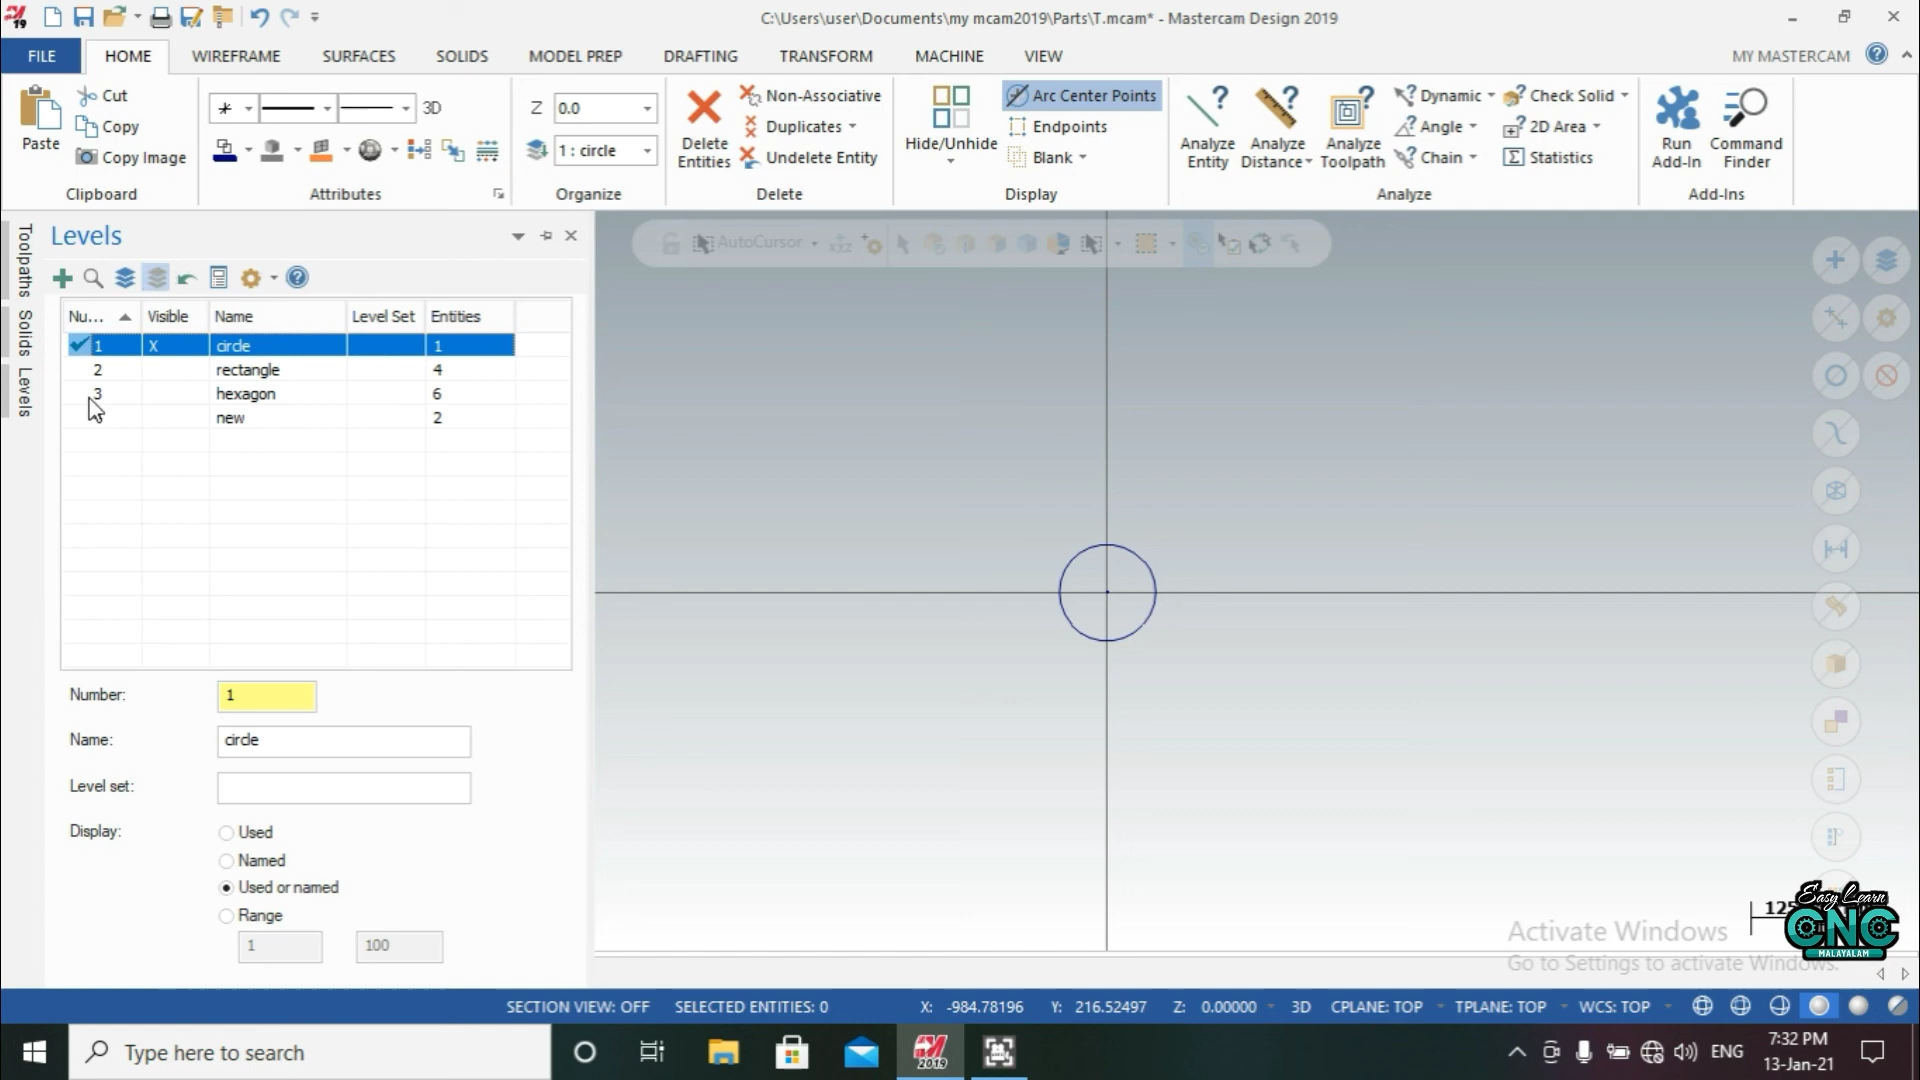 C:\Users\user\Documents\my mcam2019\Parts\T.mcam* - Mastercam Design 2019
FILE HOME WIREFRAME SURFACES SOLIDS MODEL PREP DRAFTING TRANSFORM MACHINE VIEW MY MASTERCAM
Paste
Cut
Copy
Copy Image
Clipboard
3D
Attributes
Z 0.0
1 : circle
Organize
Delete
Entities
Non-Associative
Duplicates
Undelete Entity
Delete
Hide/Unhide
Arc Center Points
Endpoints
Blank
Display
Analyze
Entity
Analyze
Distance
Analyze
Toolpath
Dynamic
Angle
Chain
Check Solid
2D Area
Statistics
Analyze
Run
Add-In
Command
Finder
Add-Ins
Toolpaths
Solids
Levels
Levels
AutoCursor
Nu... Visible Name Level Set Entities
1 X circle 1
2 rectangle 4
3 hexagon 6
new 2
Number: 1
Name: circle
Level set:
Display:
Used
Named
Used or named
Range
1 100
125
Easy Learn
CNC
MALAYALAM
Activate Windows
Go to Settings to activate Windows.
SECTION VIEW: OFF SELECTED ENTITIES: 0 X: -984.78196 Y: 216.52497 Z: 0.00000 3D CPLANE: TOP TPLANE: TOP WCS: TOP
Type here to search
2019
ENG
7:32 PM
13-Jan-21